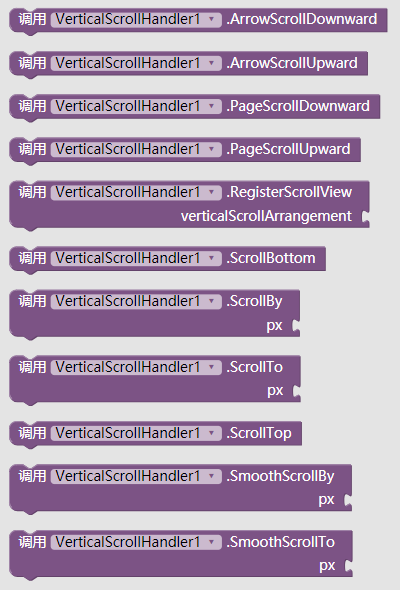 调用 VerticalScrollHandler1 .ArrowScrollDownward
调用 VerticalScrollHandler1 .ArrowScrollUpward
调用 VerticalScrollHandler1 .PageScrollDownward
调用 VerticalScrollHandler1 .PageScrollUpward
调用 VerticalScrollHandler1 .RegisterScrollView
verticalScrollArrangement
调用 VerticalScrollHandler1 .ScrollBottom
调用 VerticalScrollHandler1 .ScrollBy
px
调用 VerticalScrollHandler1 .ScrollTo
px
调用 VerticalScrollHandler1 .ScrollTop
调用 VerticalScrollHandler1 .SmoothScrollBy
px
调用 VerticalScrollHandler1 .SmoothScrollTo
px